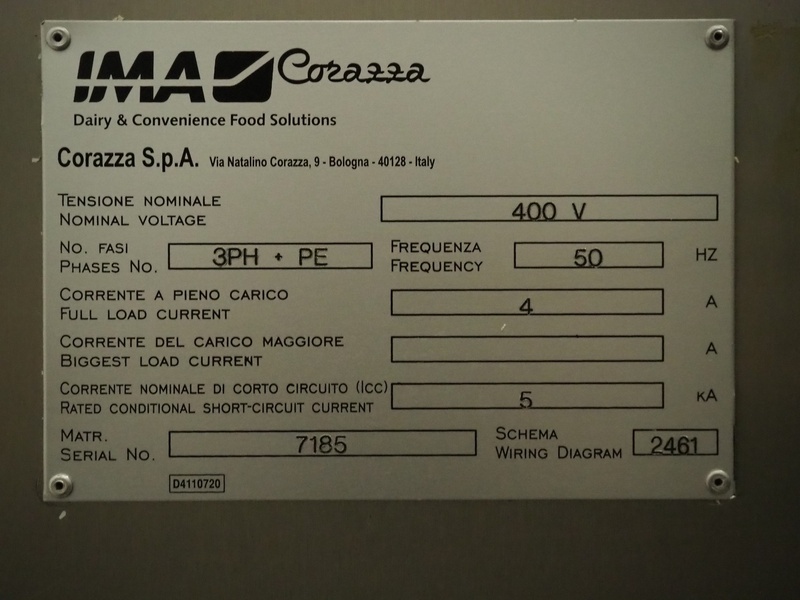 IMA Corazza
Dairy & Convenience Food Solutions
Corazza S.p.A. Via Natalino Corazza, 9 - Bologna - 40128 - Italy
TENSIONE NOMINALE
NOMINAL VOLTAGE
400 V
NO. FASI
PHASES NO.
3PH + PE
FREQUENZA
FREQUENCY
50
HZ
CORRENTE A PIENO CARICO
FULL LOAD CURRENT
4
A
CORRENTE DEL CARICO MAGGIORE
BIGGEST LOAD CURRENT
A
CORRENTE NOMINALE DI CORTO CIRCUITO (ICC)
RATED CONDITIONAL SHORT-CIRCUIT CURRENT
5
KA
MATR.
SERIAL NO.
7185
SCHEMA
WIRING DIAGRAM
2461
D4110720